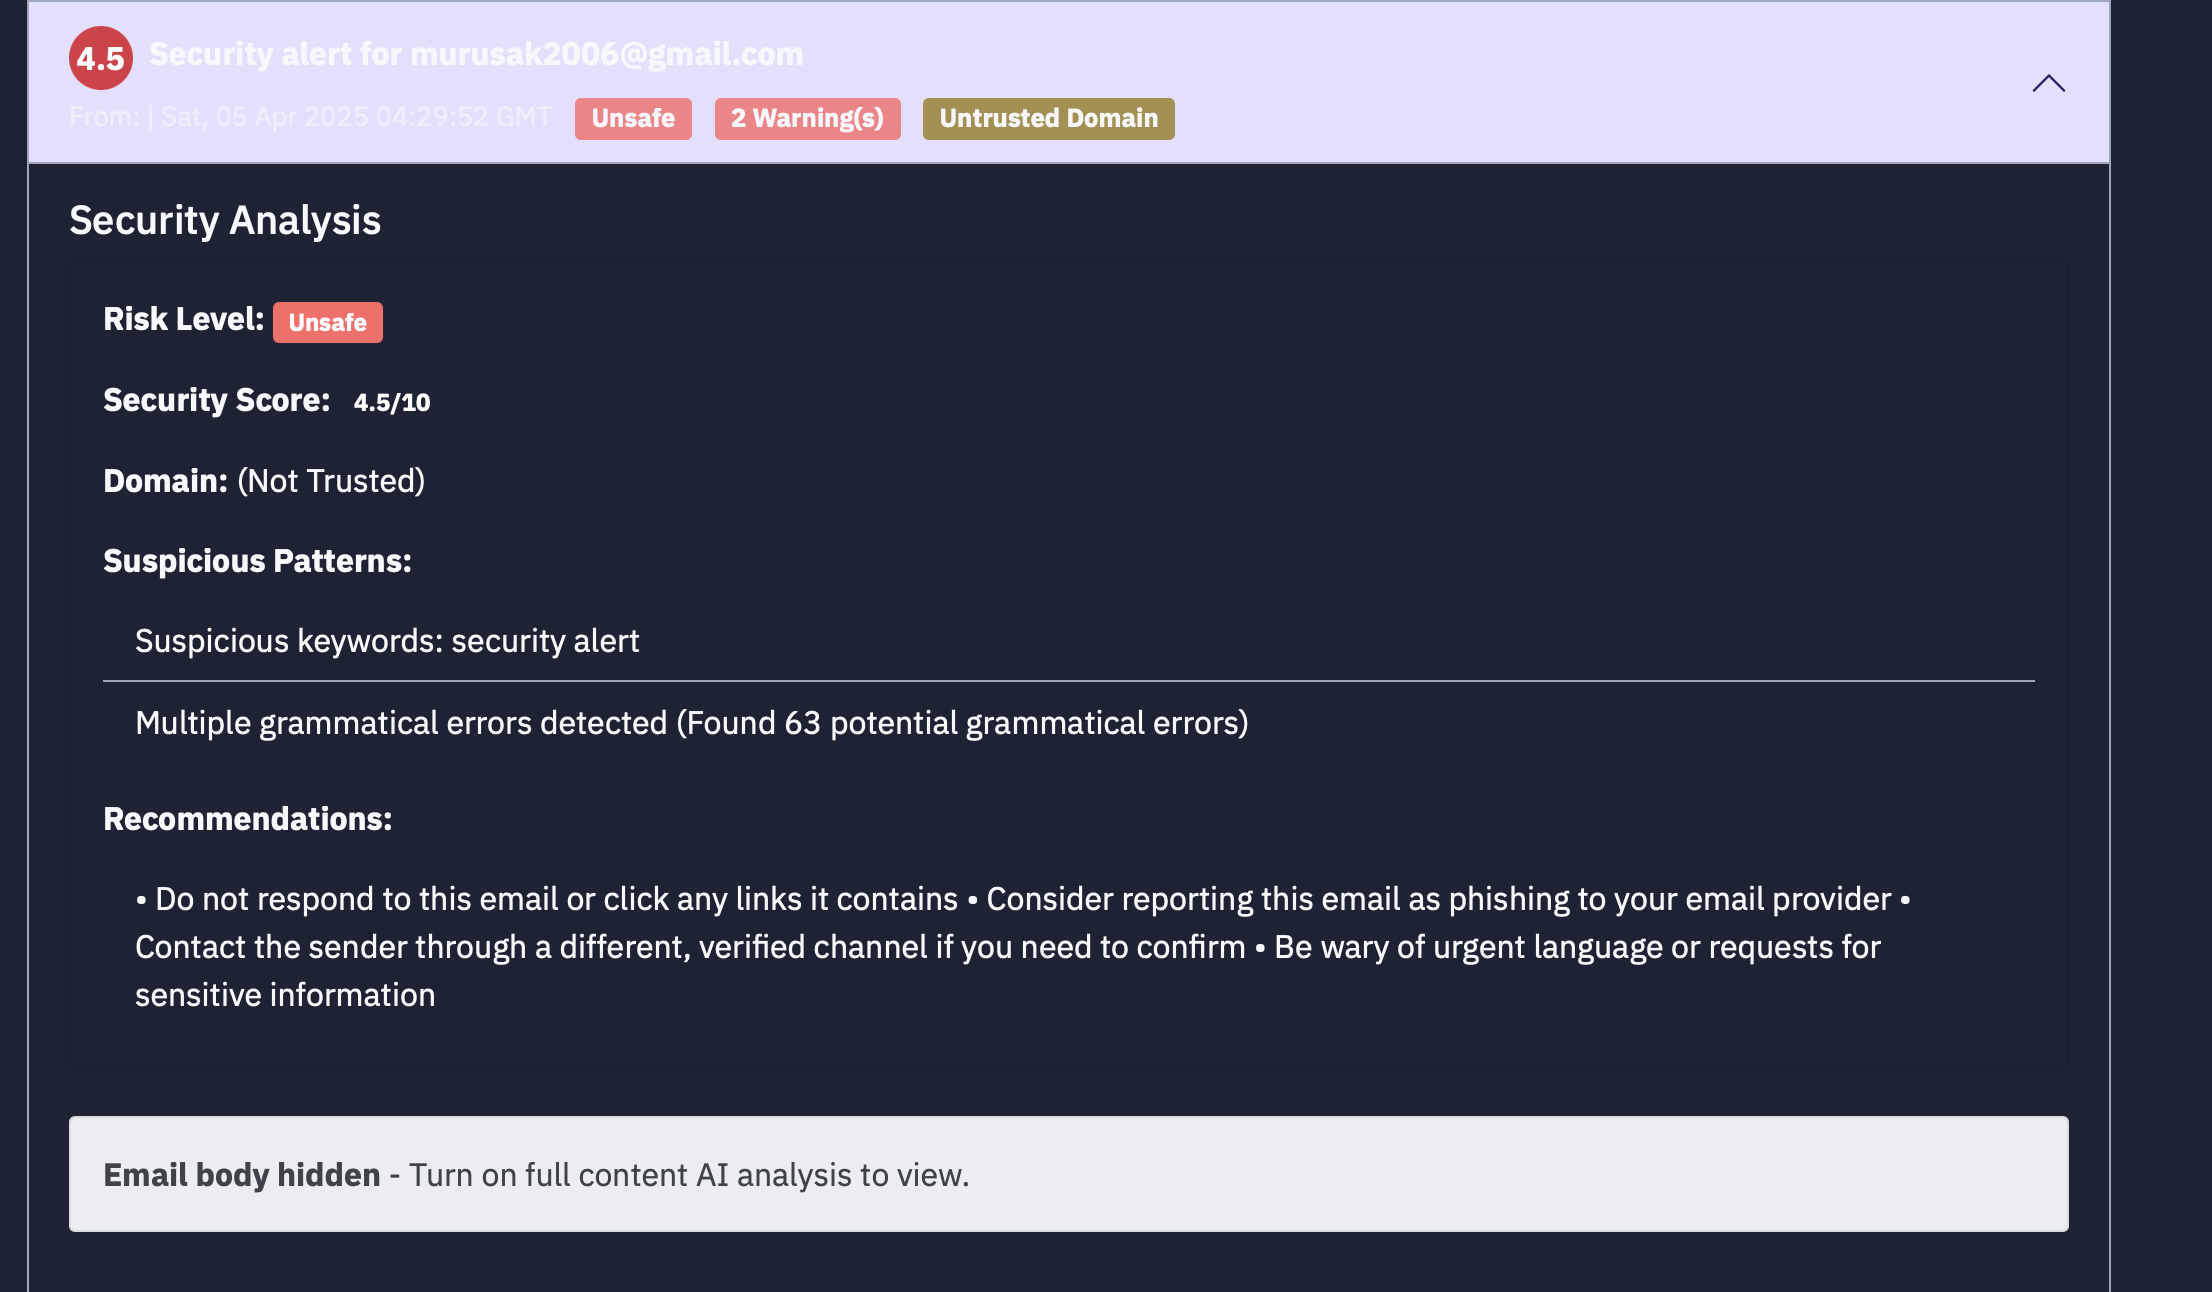 4.5
Security alert for murusak2006@gmail.com
From: | Sat, 05 Apr 2025 04:29:52 GMT Unsafe 2 Warning(s) Untrusted Domain
Security Analysis
Risk Level: Unsafe
Security Score: 4.5/10
Domain: (Not Trusted)
Suspicious Patterns:
Suspicious keywords: security alert
Multiple grammatical errors detected (Found 63 potential grammatical errors)
Recommendations:
• Do not respond to this email or click any links it contains • Consider reporting this email as phishing to your email provider •
Contact the sender through a different, verified channel if you need to confirm • Be wary of urgent language or requests for
sensitive information
Email body hidden - Turn on full content AI analysis to view.